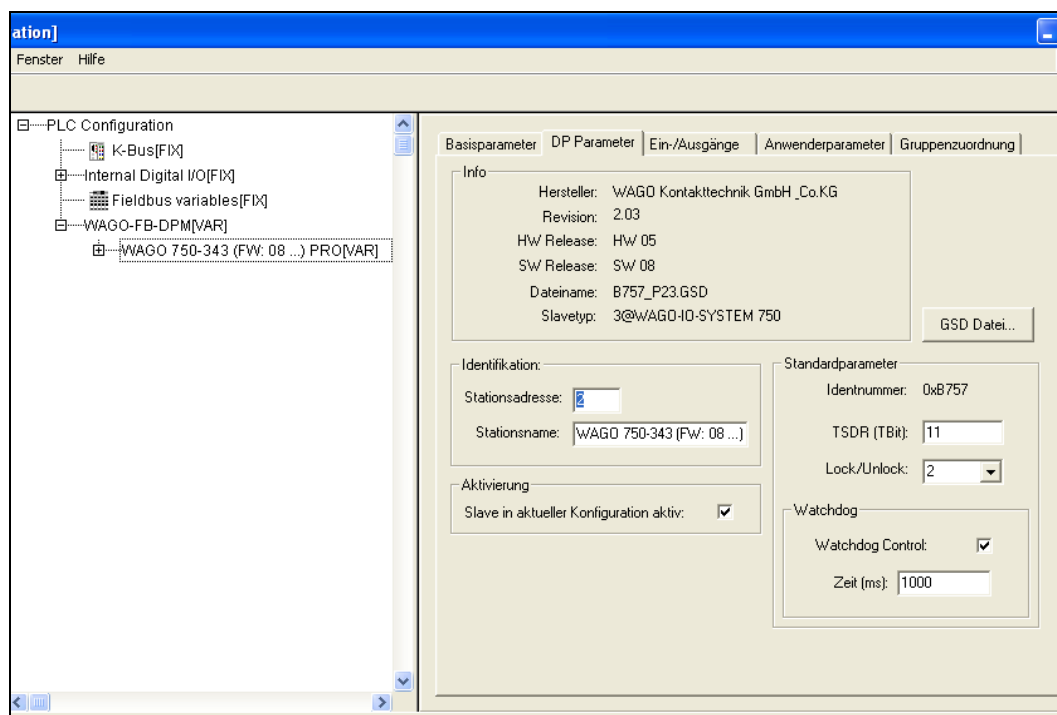 ation]
Fenster Hilfe
PLC Configuration
K-Bus[FIX]
Internal Digital I/O[FIX]
Fieldbus variables[FIX]
WAGO-FB-DPM[VAR]
WAGO 750-343 (FW: 08 ...) PRO[VAR]
Basisparameter DP Parameter Ein-/Ausgänge Anwenderparameter Gruppenzuordnung
Info
Hersteller: WAGO Kontakttechnik GmbH _Co.KG
Revision: 2.03
HW Release: HW 05
SW Release: SW 08
Dateiname: B757_P23.GSD
Slavetyp: 3@WAGO-IO-SYSTEM 750
GSD Datei...
Identifikation:
Stationsadresse: 2
Stationsname: WAGO 750-343 (FW: 08 ...)
Aktivierung
Slave in aktueller Konfiguration aktiv:
Standardparameter
Identnummer: 0xB757
TSDR (TBit): 11
Lock/Unlock: 2
Watchdog
Watchdog Control:
Zeit (ms): 1000